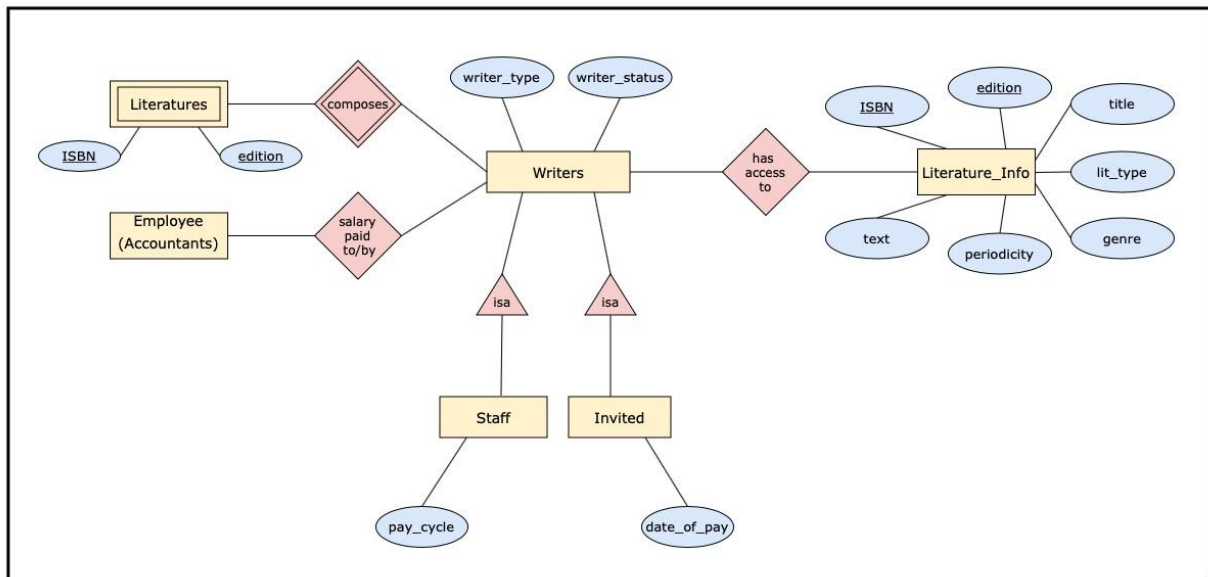 Literatures
ISBN
edition
composes
Employee
(Accountants)
salary
paid
to/by
writer_type
writer_status
Writers
isa
isa
Staff
Invited
pay_cycle
date_of_pay
has
access
to
ISBN
edition
title
Literature_Info
lit_type
text
periodicity
genre